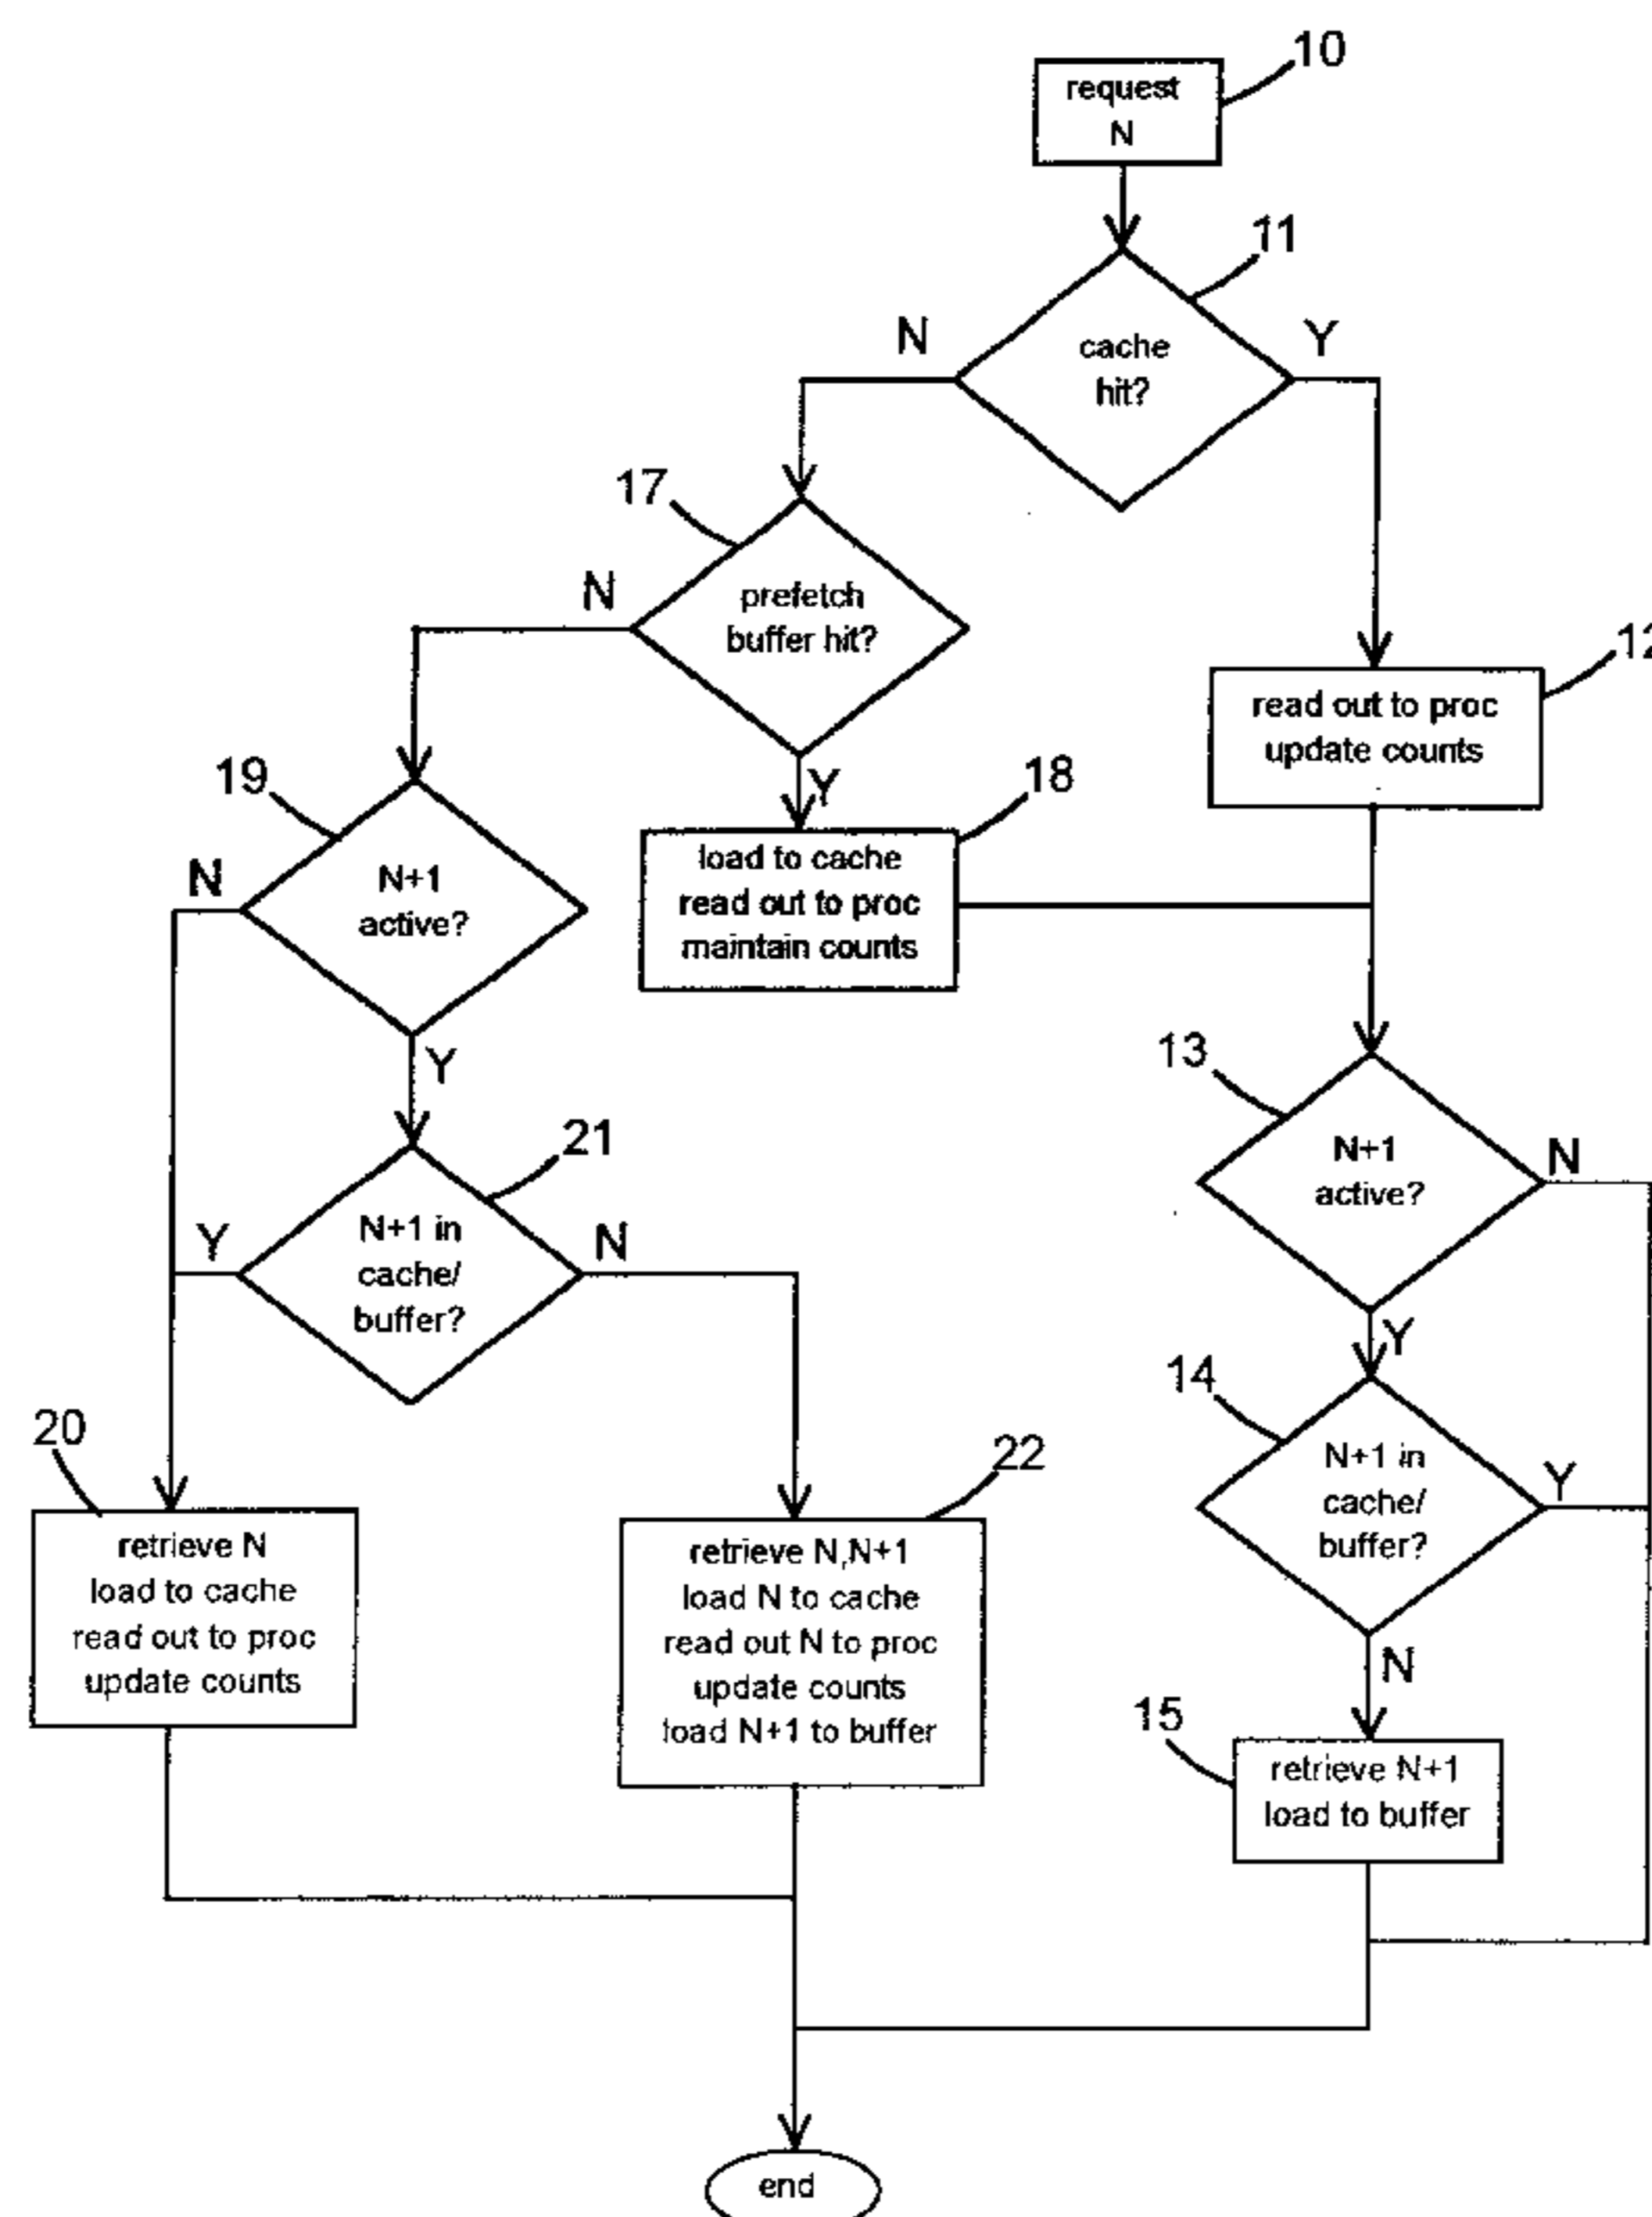 10
request
N
11
cache
hit?
N
Y
17
prefetch
buffer hit?
N
Y
12
read out to proc
update counts
18
load to cache
read out to proc
maintain counts
19
N+1
active?
N
Y
13
N+1
active?
N
Y
21
N+1 in
cache/
buffer?
Y
N
14
N+1 in
cache/
buffer?
Y
N
20
retrieve N
load to cache
read out to proc
update counts
22
retrieve N,N+1
load N to cache
read out N to proc
update counts
load N+1 to buffer
15
retrieve N+1
load to buffer
end